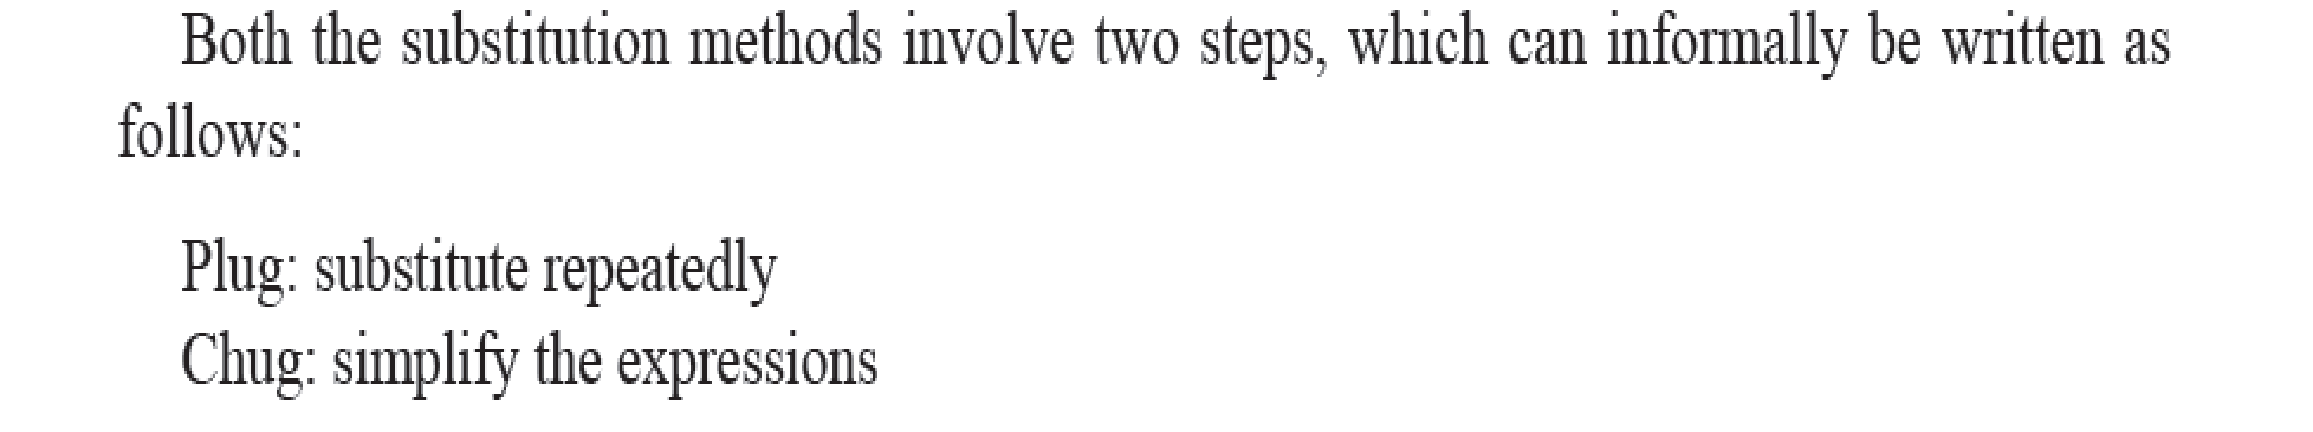 Both the substitution methods involve two steps, which can informally be written as
follows:
Plug: substitute repeatedly
Chug: simplify the expressions